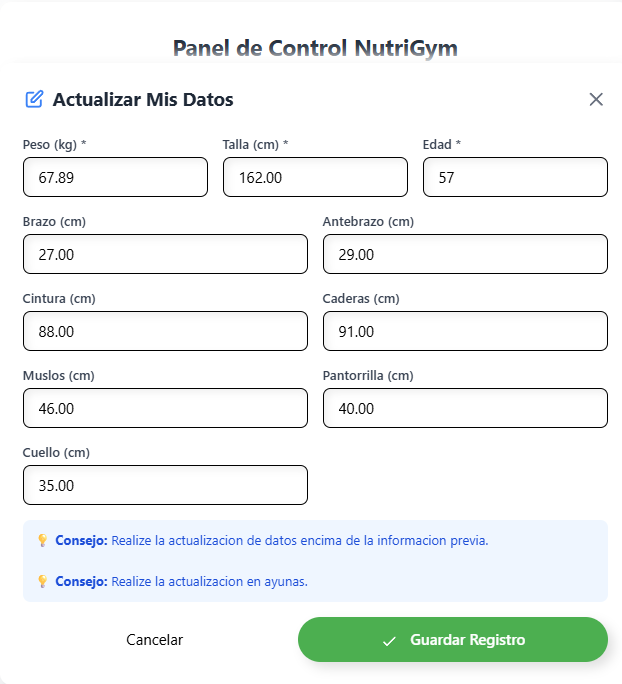 Panel de Control NutriGym
Actualizar Mis Datos
Peso (kg) * Talla (cm) * Edad *
67.89 162.00 57
Brazo (cm) Antebrazo (cm)
27.00 29.00
Cintura (cm) Caderas (cm)
88.00 91.00
Muslos (cm) Pantorrilla (cm)
46.00 40.00
Cuello (cm)
35.00
💡 Consejo: Realize la actualizacion de datos encima de la informacion previa.
💡 Consejo: Realize la actualizacion en ayunas.
Cancelar ✓ Guardar Registro